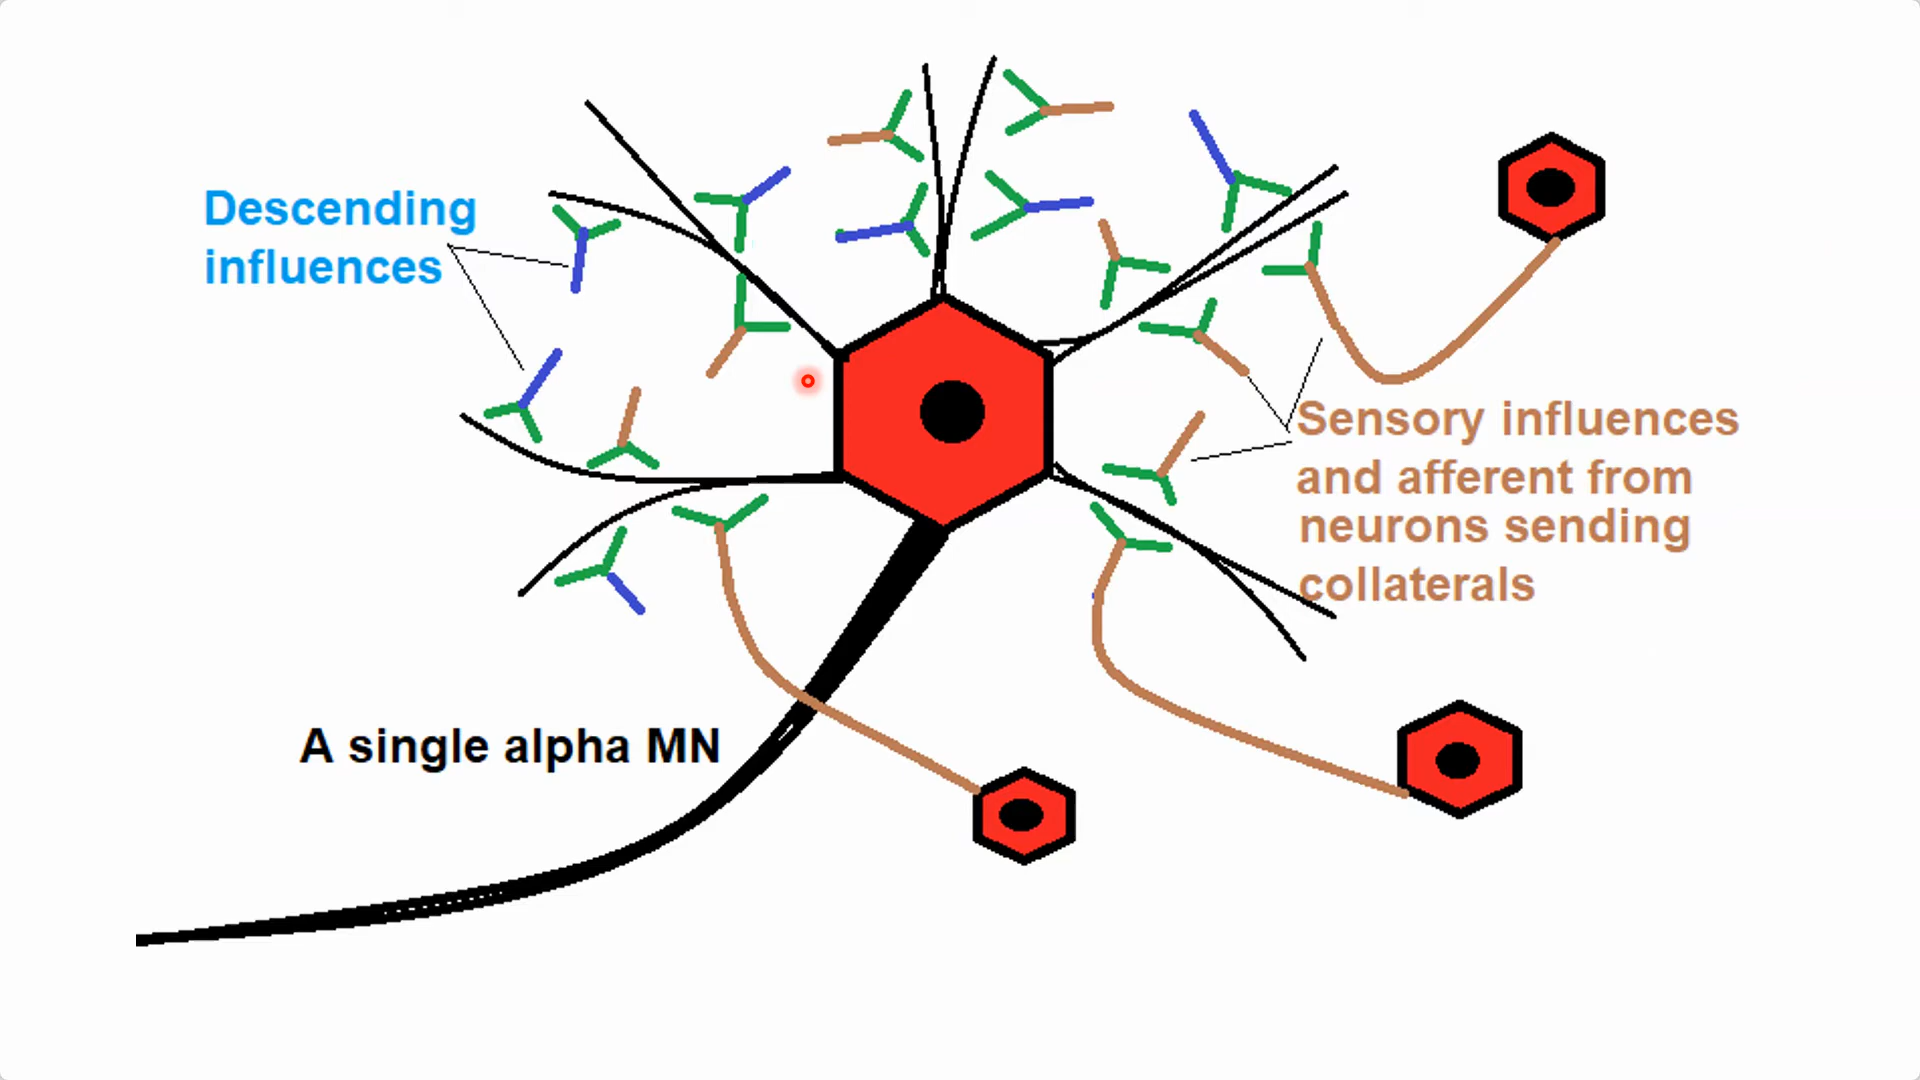 Descending
influences
Sensory influences
and afferent from
neurons sending
collaterals
A single alpha MN